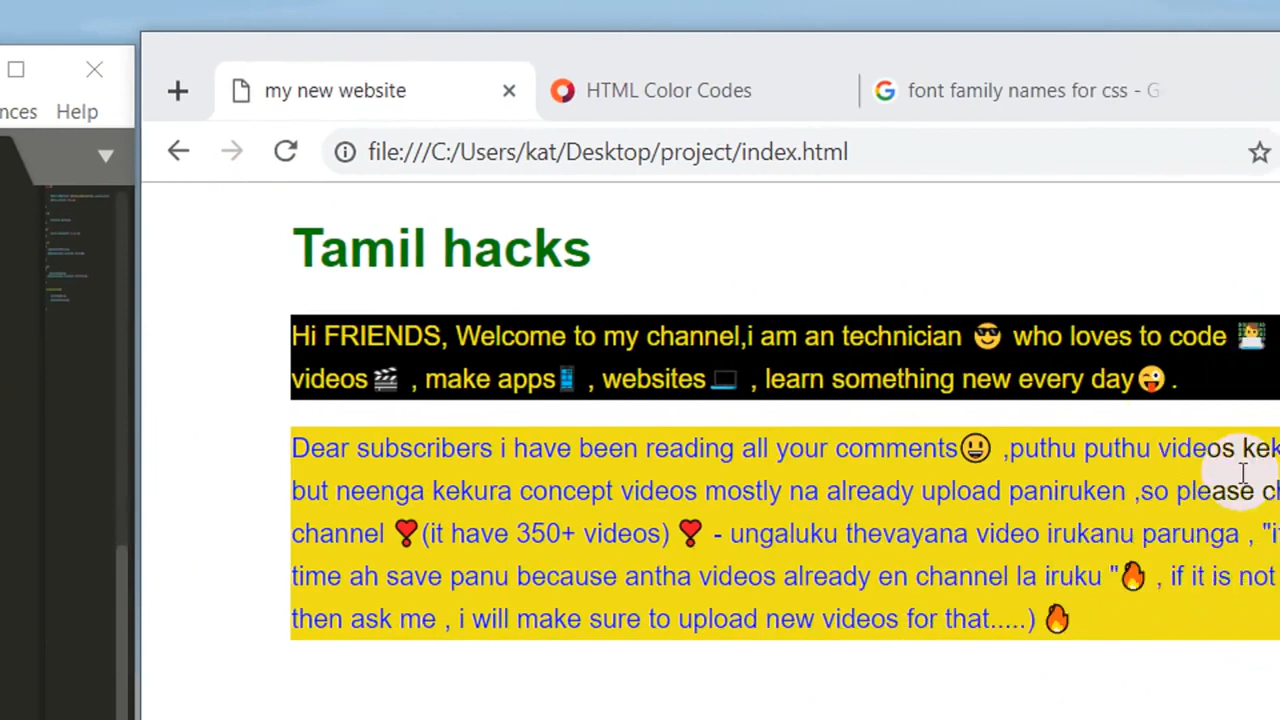 nces Help
my new website
HTML Color Codes
font family names for css - G
file:///C:/Users/kat/Desktop/project/index.html
Tamil hacks
Hi FRIENDS, Welcome to my channel,i am an technician 😎 who loves to code 👨‍💻
videos🎬 , make apps📱 , websites💻 , learn something new every day😜 .
Dear subscribers i have been reading all your comments😃 ,puthu puthu videos kek
but neenga kekura concept videos mostly na already upload paniruken ,so please ch
channel ❣️(it have 350+ videos) ❣️ - ungaluku thevayana video irukanu parunga , "it
time ah save panu because antha videos already en channel la iruku "🔥 , if it is not
then ask me , i will make sure to upload new videos for that.....) 🔥